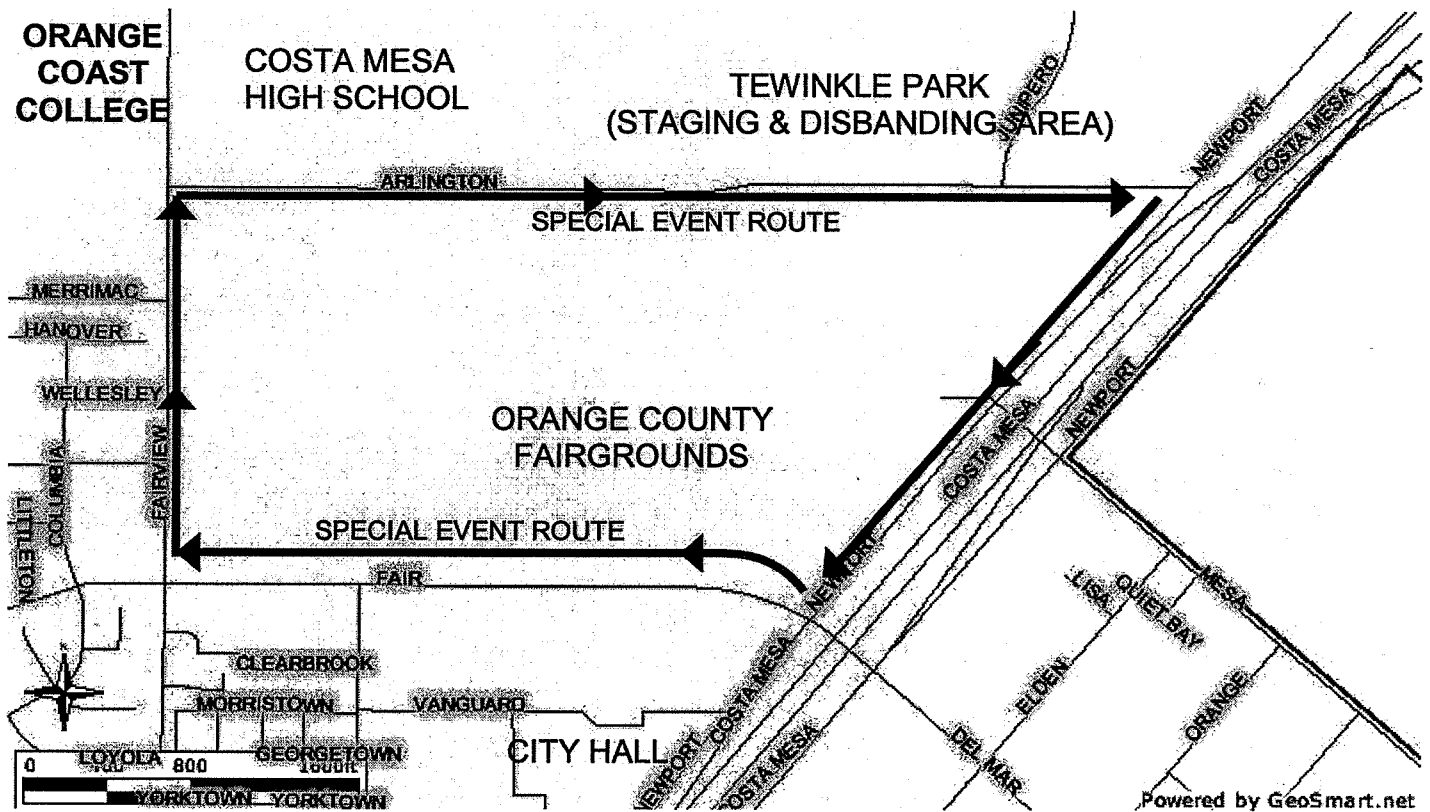 ORANGE
COAST
COLLEGE
COSTA MESA
HIGH SCHOOL
TEWINKLE PARK
(STAGING & DISBANDING AREA)
JUNIPERO
NEWPORT
COSTA MESA
ARLINGTON
SPECIAL EVENT ROUTE
MERRIMAC
HANOVER
WELLESLEY
FAIRVIEW
COLUMBIA
LITTLETON
ORANGE COUNTY
FAIRGROUNDS
COSTA MESA
NEWPORT
SPECIAL EVENT ROUTE
FAIR
NEWPORT
LISA
QUIET BAY
MESA
CLEARBROOK
MORRISTOWN
VANGUARD
COSTA MESA
ELDEN
ORANGE
DEL MAR
LOYOLA
GEORGETOWN
CITY HALL
NEWPORT
COSTA MESA
0
800
1600ft
YORKTOWN
YORKTOWN
Powered by GeoSmart.net